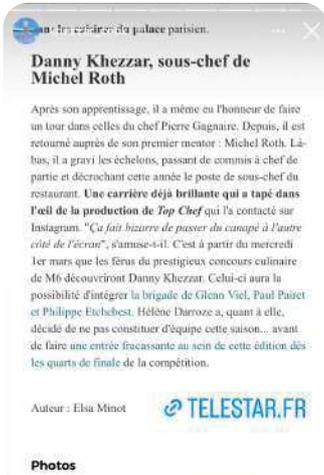 du palace parisien.
Danny Khezzar, sous-chef de
Michel Roth
Après son apprentissage, il a même eu l'honneur de faire
un tour dans celles du chef Pierre Gagnaire. Depuis, il est
retourné auprès de son premier mentor : Michel Roth. Là-
bas, il a gravi les échelons, passant de commis à chef de
partie et décrochant cette année le poste de sous-chef du
restaurant. Une carrière déjà brillante qui a tapé dans
l'œil de la production de Top Chef qui l'a contacté sur
Instagram. "Ça fait bizarre de passer du canapé à l'autre
côté de l'écran", s'amuse-t-il. C'est à partir du mercredi
1er mars que les férus du prestigieux concours culinaire
de M6 découvriront Danny Khezzar. Celui-ci aura la
possibilité d'intégrer la brigade de Glenn Viel, Paul Pairet
et Philippe Etchebest. Hélène Darroze a, quant à elle,
décidé de ne pas constituer d'équipe cette saison... avant
de faire une entrée fracassante au sein de cette édition dès
les quarts de finale de la compétition.
Auteur : Elsa Minot
TELESTAR.FR
Photos